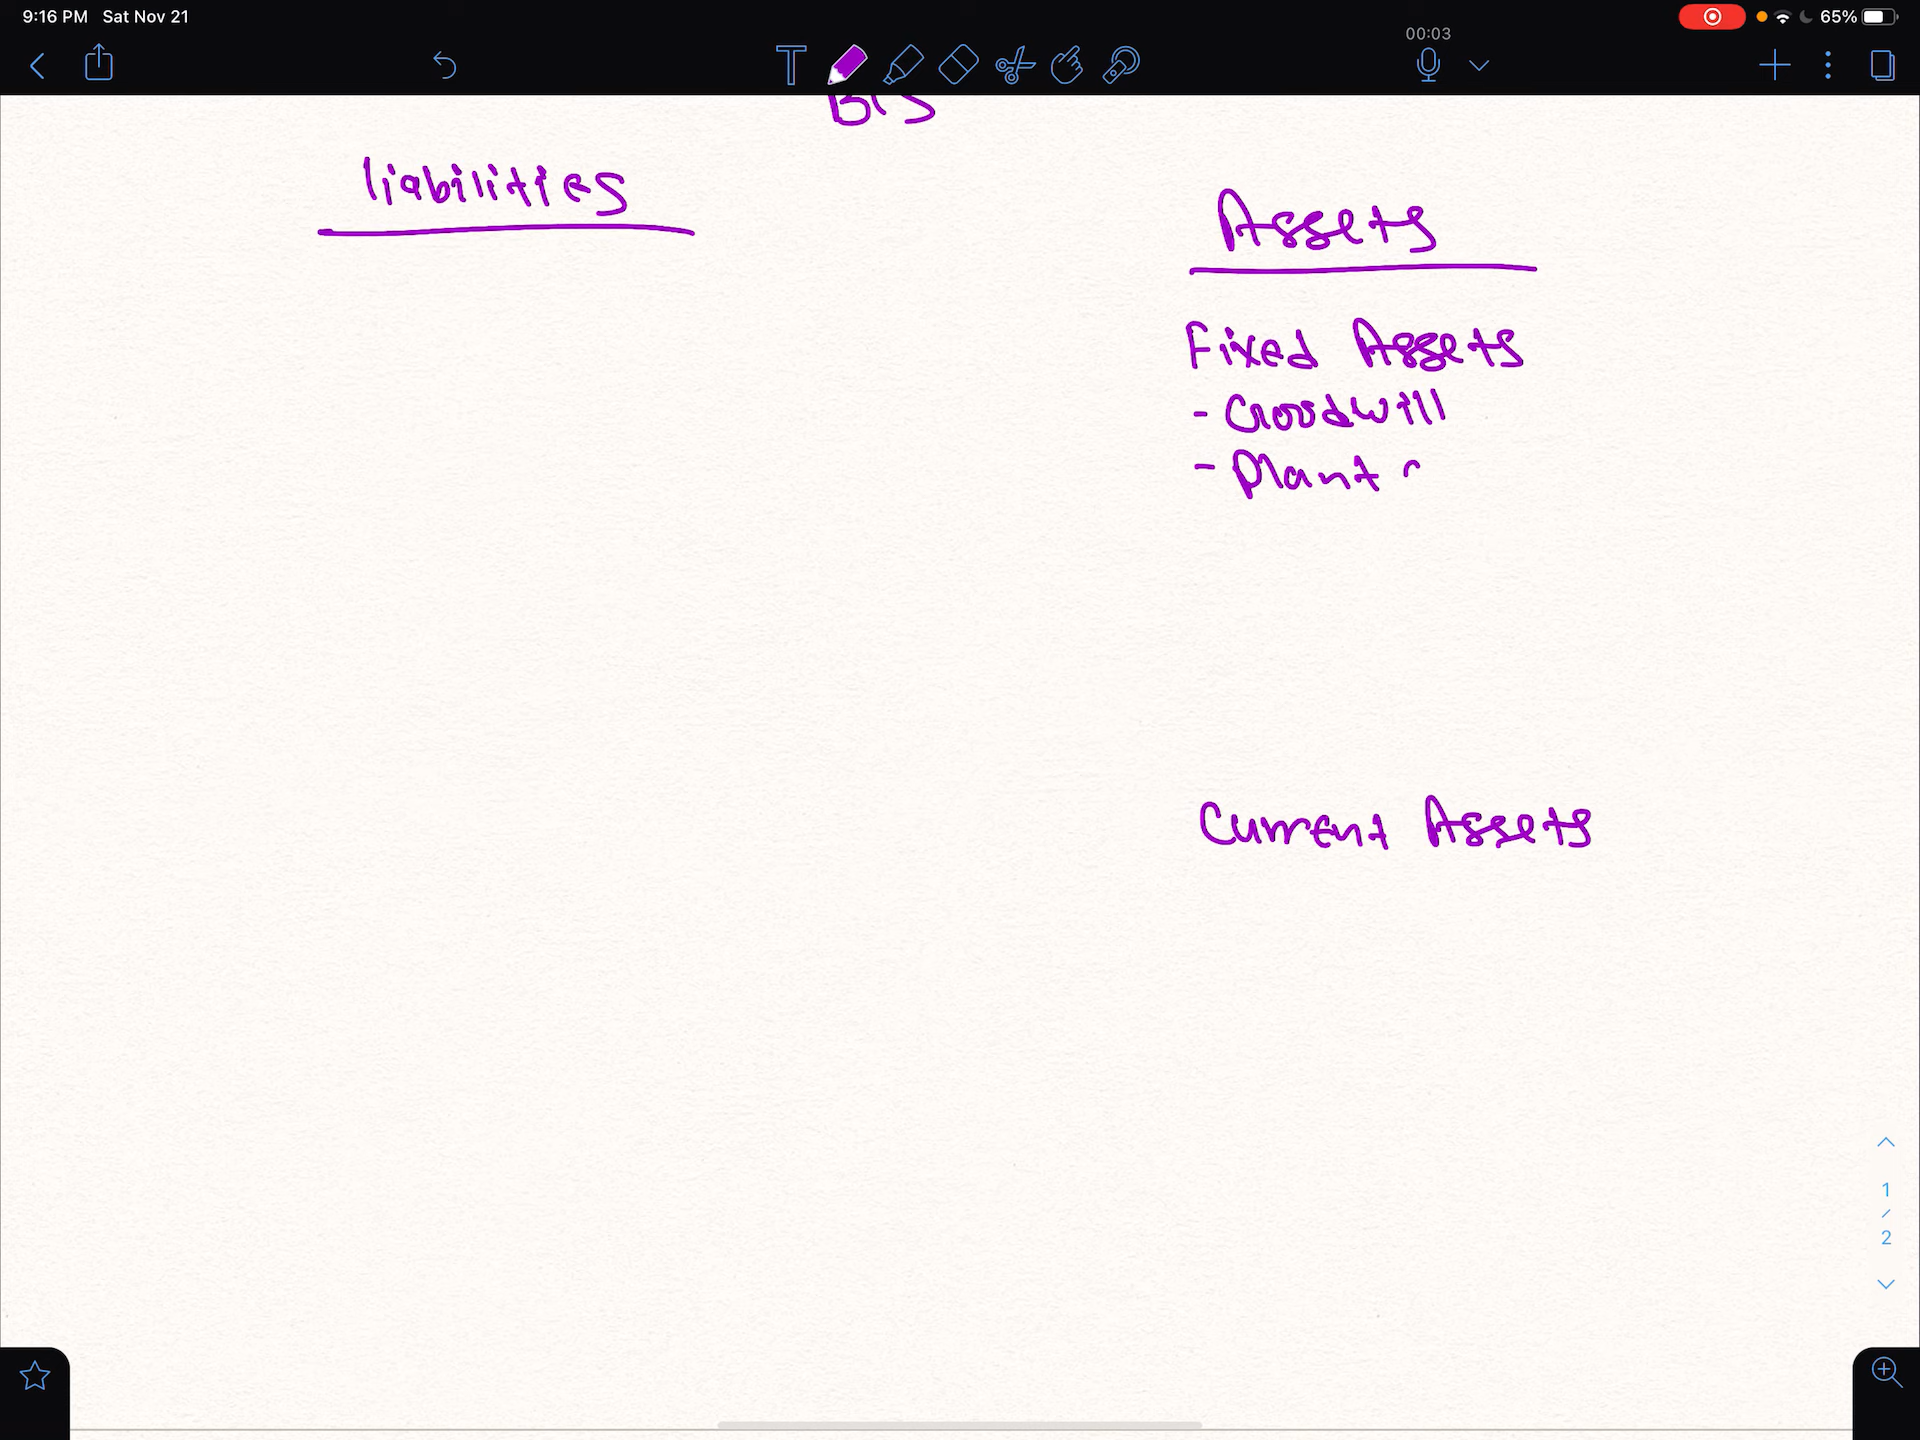 9:16 PM Sat Nov 21
65%
00:03
T
B/S
liabilities
Assets
Fixed Assets
- Goodwill
- Plant
Current Assets
1
/
2